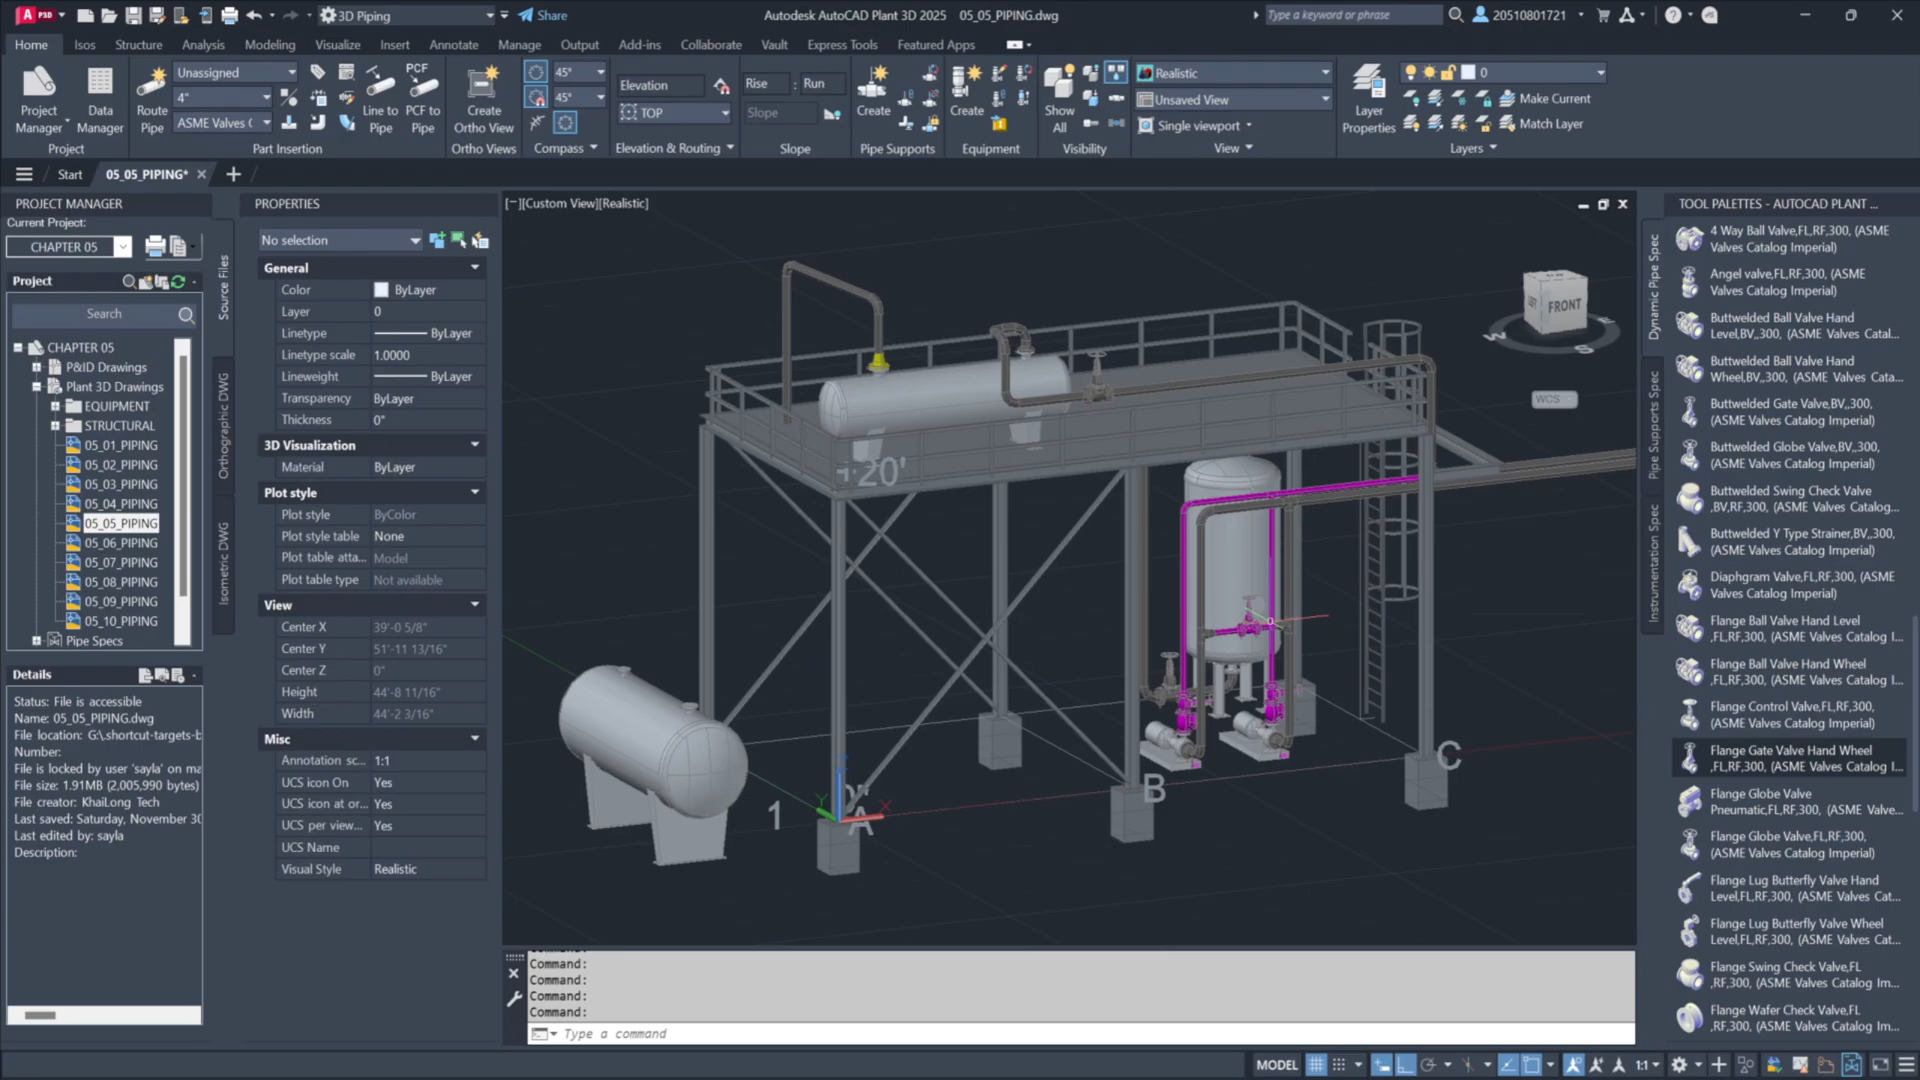 A P3D
3D Piping
Share
Autodesk AutoCAD Plant 3D 2025 05_05_PIPING.dwg
Type a keyword or phrase
20510801721
Home Isos Structure Analysis Modeling Visualize Insert Annotate Manage Output Add-ins Collaborate Vault Express Tools Featured Apps
Project Manager
Data Manager
Project
Route Pipe
Unassigned
4"
ASME Valves (
Line to Pipe
PCF
PCF to Pipe
Part Insertion
Create Ortho View
Ortho Views
45°
45°
Compass
Elevation
TOP
Elevation & Routing
Rise : Run
Slope
Slope
Create
Pipe Supports
Create
Equipment
Show All
Visibility
Realistic
Unsaved View
Single viewport
View
Layer Properties
0
Make Current
Match Layer
Layers
Start
05_05_PIPING*
PROJECT MANAGER
Current Project:
CHAPTER 05
Project
Search
CHAPTER 05
P&ID Drawings
Plant 3D Drawings
EQUIPMENT
STRUCTURAL
05_01_PIPING
05_02_PIPING
05_03_PIPING
05_04_PIPING
05_05_PIPING
05_06_PIPING
05_07_PIPING
05_08_PIPING
05_09_PIPING
05_10_PIPING
Pipe Specs
Source Files
Orthographic DWG
Isometric DWG
Details
Status: File is accessible
Name: 05_05_PIPING.dwg
File location: G:\.shortcut-targets-b
Number:
File is locked by user 'sayla' on ma
File size: 1.91MB (2,005,990 bytes)
File creator: KhaiLong Tech
Last saved: Saturday, November 30
Last edited by: sayla
Description:
PROPERTIES
No selection
General
Color ByLayer
Layer 0
Linetype ByLayer
Linetype scale 1.0000
Lineweight ByLayer
Transparency ByLayer
Thickness 0"
3D Visualization
Material ByLayer
Plot style
Plot style ByColor
Plot style table None
Plot table atta... Model
Plot table type Not available
View
Center X 39'-0 5/8"
Center Y 51'-11 13/16"
Center Z 0"
Height 44'-8 11/16"
Width 44'-2 3/16"
Misc
Annotation sc... 1:1
UCS icon On Yes
UCS icon at or... Yes
UCS per view... Yes
UCS Name
Visual Style Realistic
[−][Custom View][Realistic]
LEFT FRONT
W S
WCS
+20'
1
A
B
C
X
Y
Command:
Command:
Command:
Command:
Command:
Type a command
TOOL PALETTES - AUTOCAD PLANT ...
Dynamic Pipe Spec
Pipe Supports Spec
Instrumentation Spec
4 Way Ball Valve,FL,RF,300, (ASME
Valves Catalog Imperial)
Angel valve,FL,RF,300, (ASME
Valves Catalog Imperial)
Buttwelded Ball Valve Hand
Level,BV,,300, (ASME Valves Catal...
Buttwelded Ball Valve Hand
Wheel,BV,,300, (ASME Valves Cata...
Buttwelded Gate Valve,BV,,300,
(ASME Valves Catalog Imperial)
Buttwelded Globe Valve,BV,,300,
(ASME Valves Catalog Imperial)
Buttwelded Swing Check Valve
,BV,RF,300, (ASME Valves Catalog...
Buttwelded Y Type Strainer,BV,,300,
(ASME Valves Catalog Imperial)
Diaphgram Valve,FL,RF,300, (ASME
Valves Catalog Imperial)
Flange Ball Valve Hand Level
,FL,RF,300, (ASME Valves Catalog I...
Flange Ball Valve Hand Wheel
,FL,RF,300, (ASME Valves Catalog I...
Flange Control Valve,FL,RF,300,
(ASME Valves Catalog Imperial)
Flange Gate Valve Hand Wheel
,FL,RF,300, (ASME Valves Catalog I...
Flange Globe Valve
Pneumatic,FL,RF,300, (ASME Valve...
Flange Globe Valve,FL,RF,300,
(ASME Valves Catalog Imperial)
Flange Lug Butterfly Valve Hand
Level,FL,RF,300, (ASME Valves Cat...
Flange Lug Butterfly Valve Wheel
Level,FL,RF,300, (ASME Valves Cat...
Flange Swing Check Valve,FL
,RF,300, (ASME Valves Catalog Im...
Flange Wafer Check Valve,FL
,RF,300, (ASME Valves Catalog Im...
MODEL
1:1